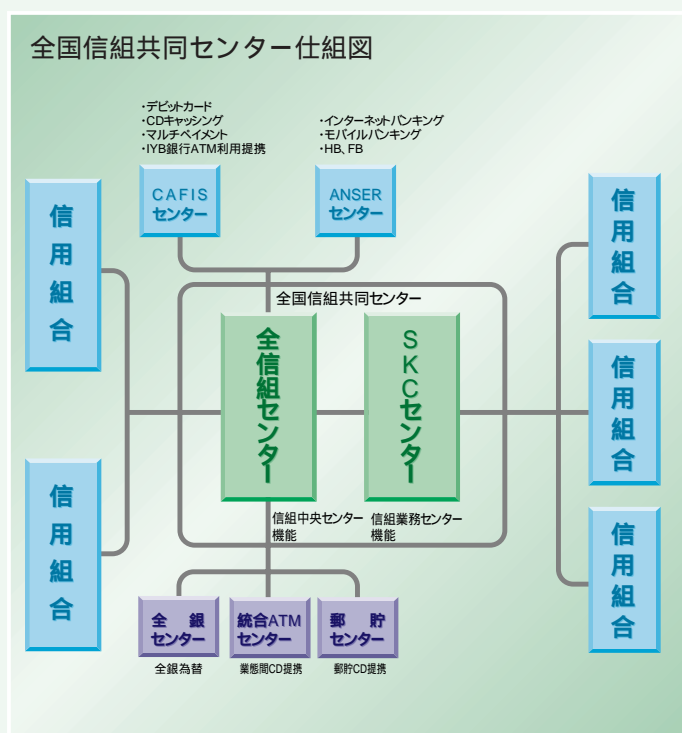 全国信組共同センター仕組図
・デビットカード
・CDキャッシング
・マルチペイメント
・IYB銀行ATM利用提携
・インターネットバンキング
・モバイルバンキング
・HB、FB
CAFIS
センター
ANSER
センター
信用組合
信用組合
全国信組共同センター
全信組センター
SKCセンター
信組中央センター
機能
信組業務センター
機能
信用組合
信用組合
信用組合
全銀
センター
統合ATM
センター
郵貯
センター
全銀為替
業態間CD提携
郵貯CD提携